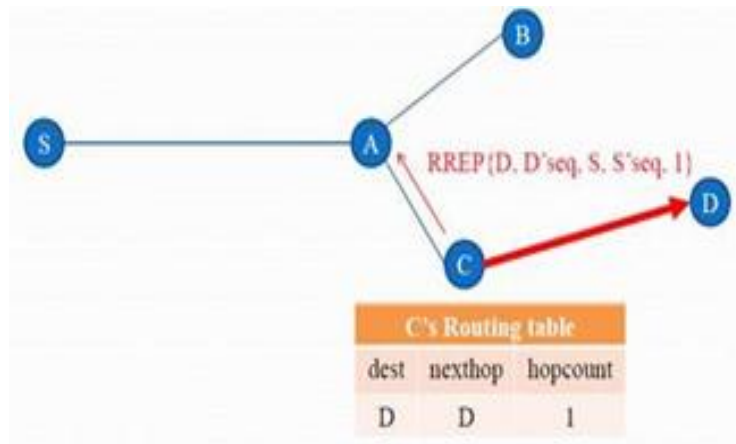 B
S
A
RREP{D, D'seq, S, S'seq, 1}
D
C
C's Routing table
dest nexthop hopcount
D D 1